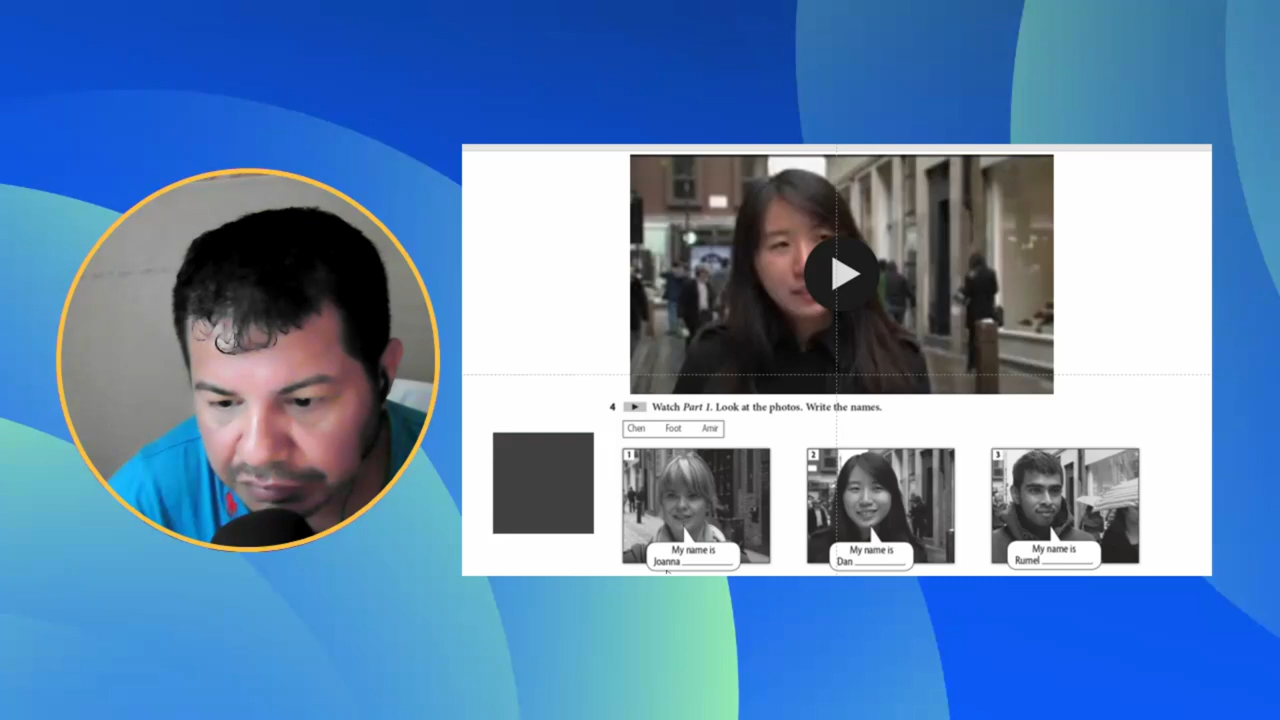 4 Watch Part 1. Look at the photos. Write the names.
Chen Foot Amir
1
My name is
Joanna
2
My name is
Dan
3
My name is
Rumel